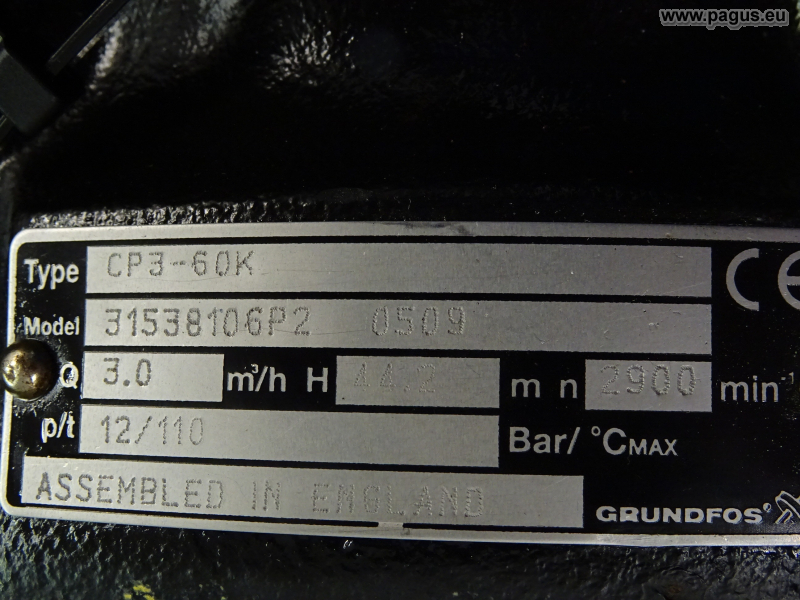 www.pagus.eu
Type CP3-60K
CE
Model 31538106P2 0509
Q 3.0 m³/h H 44.2 m n 2900 min⁻¹
p/t 12/110 Bar/ °CMAX
ASSEMBLED IN ENGLAND
GRUNDFOS®